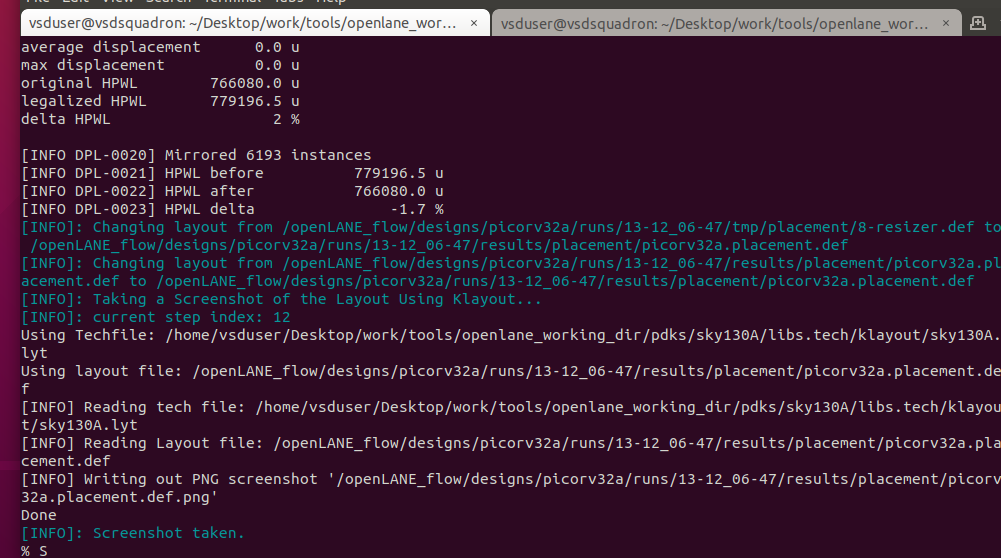 vsduser@vsdsquadron: ~/Desktop/work/tools/openlane_wor... × vsduser@vsdsquadron: ~/Desktop/work/tools/openlane_wor... ×
average displacement      0.0 u
max displacement          0.0 u
original HPWL        766080.0 u
legalized HPWL       779196.5 u
delta HPWL                  2 %
[INFO DPL-0020] Mirrored 6193 instances
[INFO DPL-0021] HPWL before          779196.5 u
[INFO DPL-0022] HPWL after           766080.0 u
[INFO DPL-0023] HPWL delta               -1.7 %
[INFO]: Changing layout from /openLANE_flow/designs/picorv32a/runs/13-12_06-47/tmp/placement/8-resizer.def to
 /openLANE_flow/designs/picorv32a/runs/13-12_06-47/results/placement/picorv32a.placement.def
[INFO]: Changing layout from /openLANE_flow/designs/picorv32a/runs/13-12_06-47/results/placement/picorv32a.pl
acement.def to /openLANE_flow/designs/picorv32a/runs/13-12_06-47/results/placement/picorv32a.placement.def
[INFO]: Taking a Screenshot of the Layout Using Klayout...
[INFO]: current step index: 12
Using Techfile: /home/vsduser/Desktop/work/tools/openlane_working_dir/pdks/sky130A/libs.tech/klayout/sky130A.
lyt
Using layout file: /openLANE_flow/designs/picorv32a/runs/13-12_06-47/results/placement/picorv32a.placement.de
f
[INFO] Reading tech file: /home/vsduser/Desktop/work/tools/openlane_working_dir/pdks/sky130A/libs.tech/klayou
t/sky130A.lyt
[INFO] Reading Layout file: /openLANE_flow/designs/picorv32a/runs/13-12_06-47/results/placement/picorv32a.pla
cement.def
[INFO] Writing out PNG screenshot '/openLANE_flow/designs/picorv32a/runs/13-12_06-47/results/placement/picorv
32a.placement.def.png'
Done
[INFO]: Screenshot taken.
% S